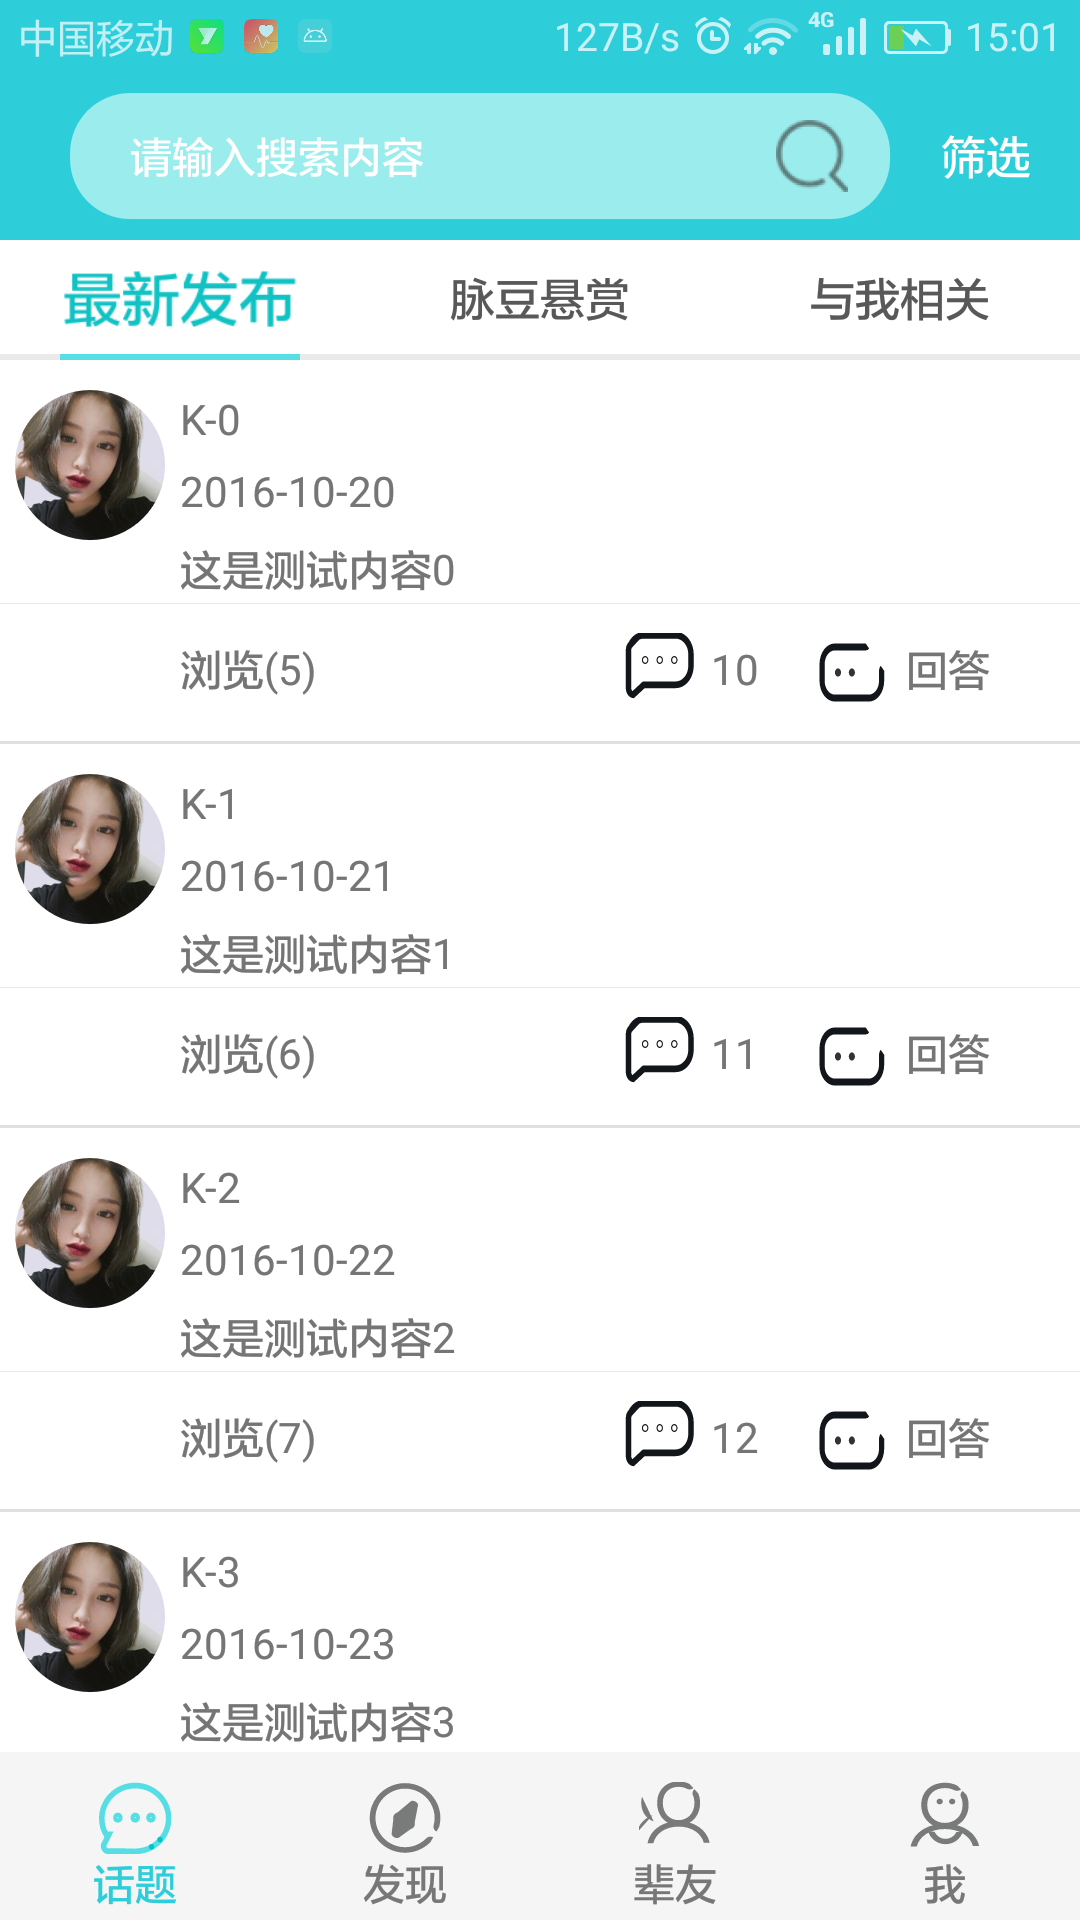 中国移动 127B/s 4G 15:01
请输入搜索内容 筛选
最新发布 脉豆悬赏 与我相关
K-0
2016-10-20
这是测试内容0
浏览(5) 10 回答
K-1
2016-10-21
这是测试内容1
浏览(6) 11 回答
K-2
2016-10-22
这是测试内容2
浏览(7) 12 回答
K-3
2016-10-23
这是测试内容3
话题 发现 辈友 我